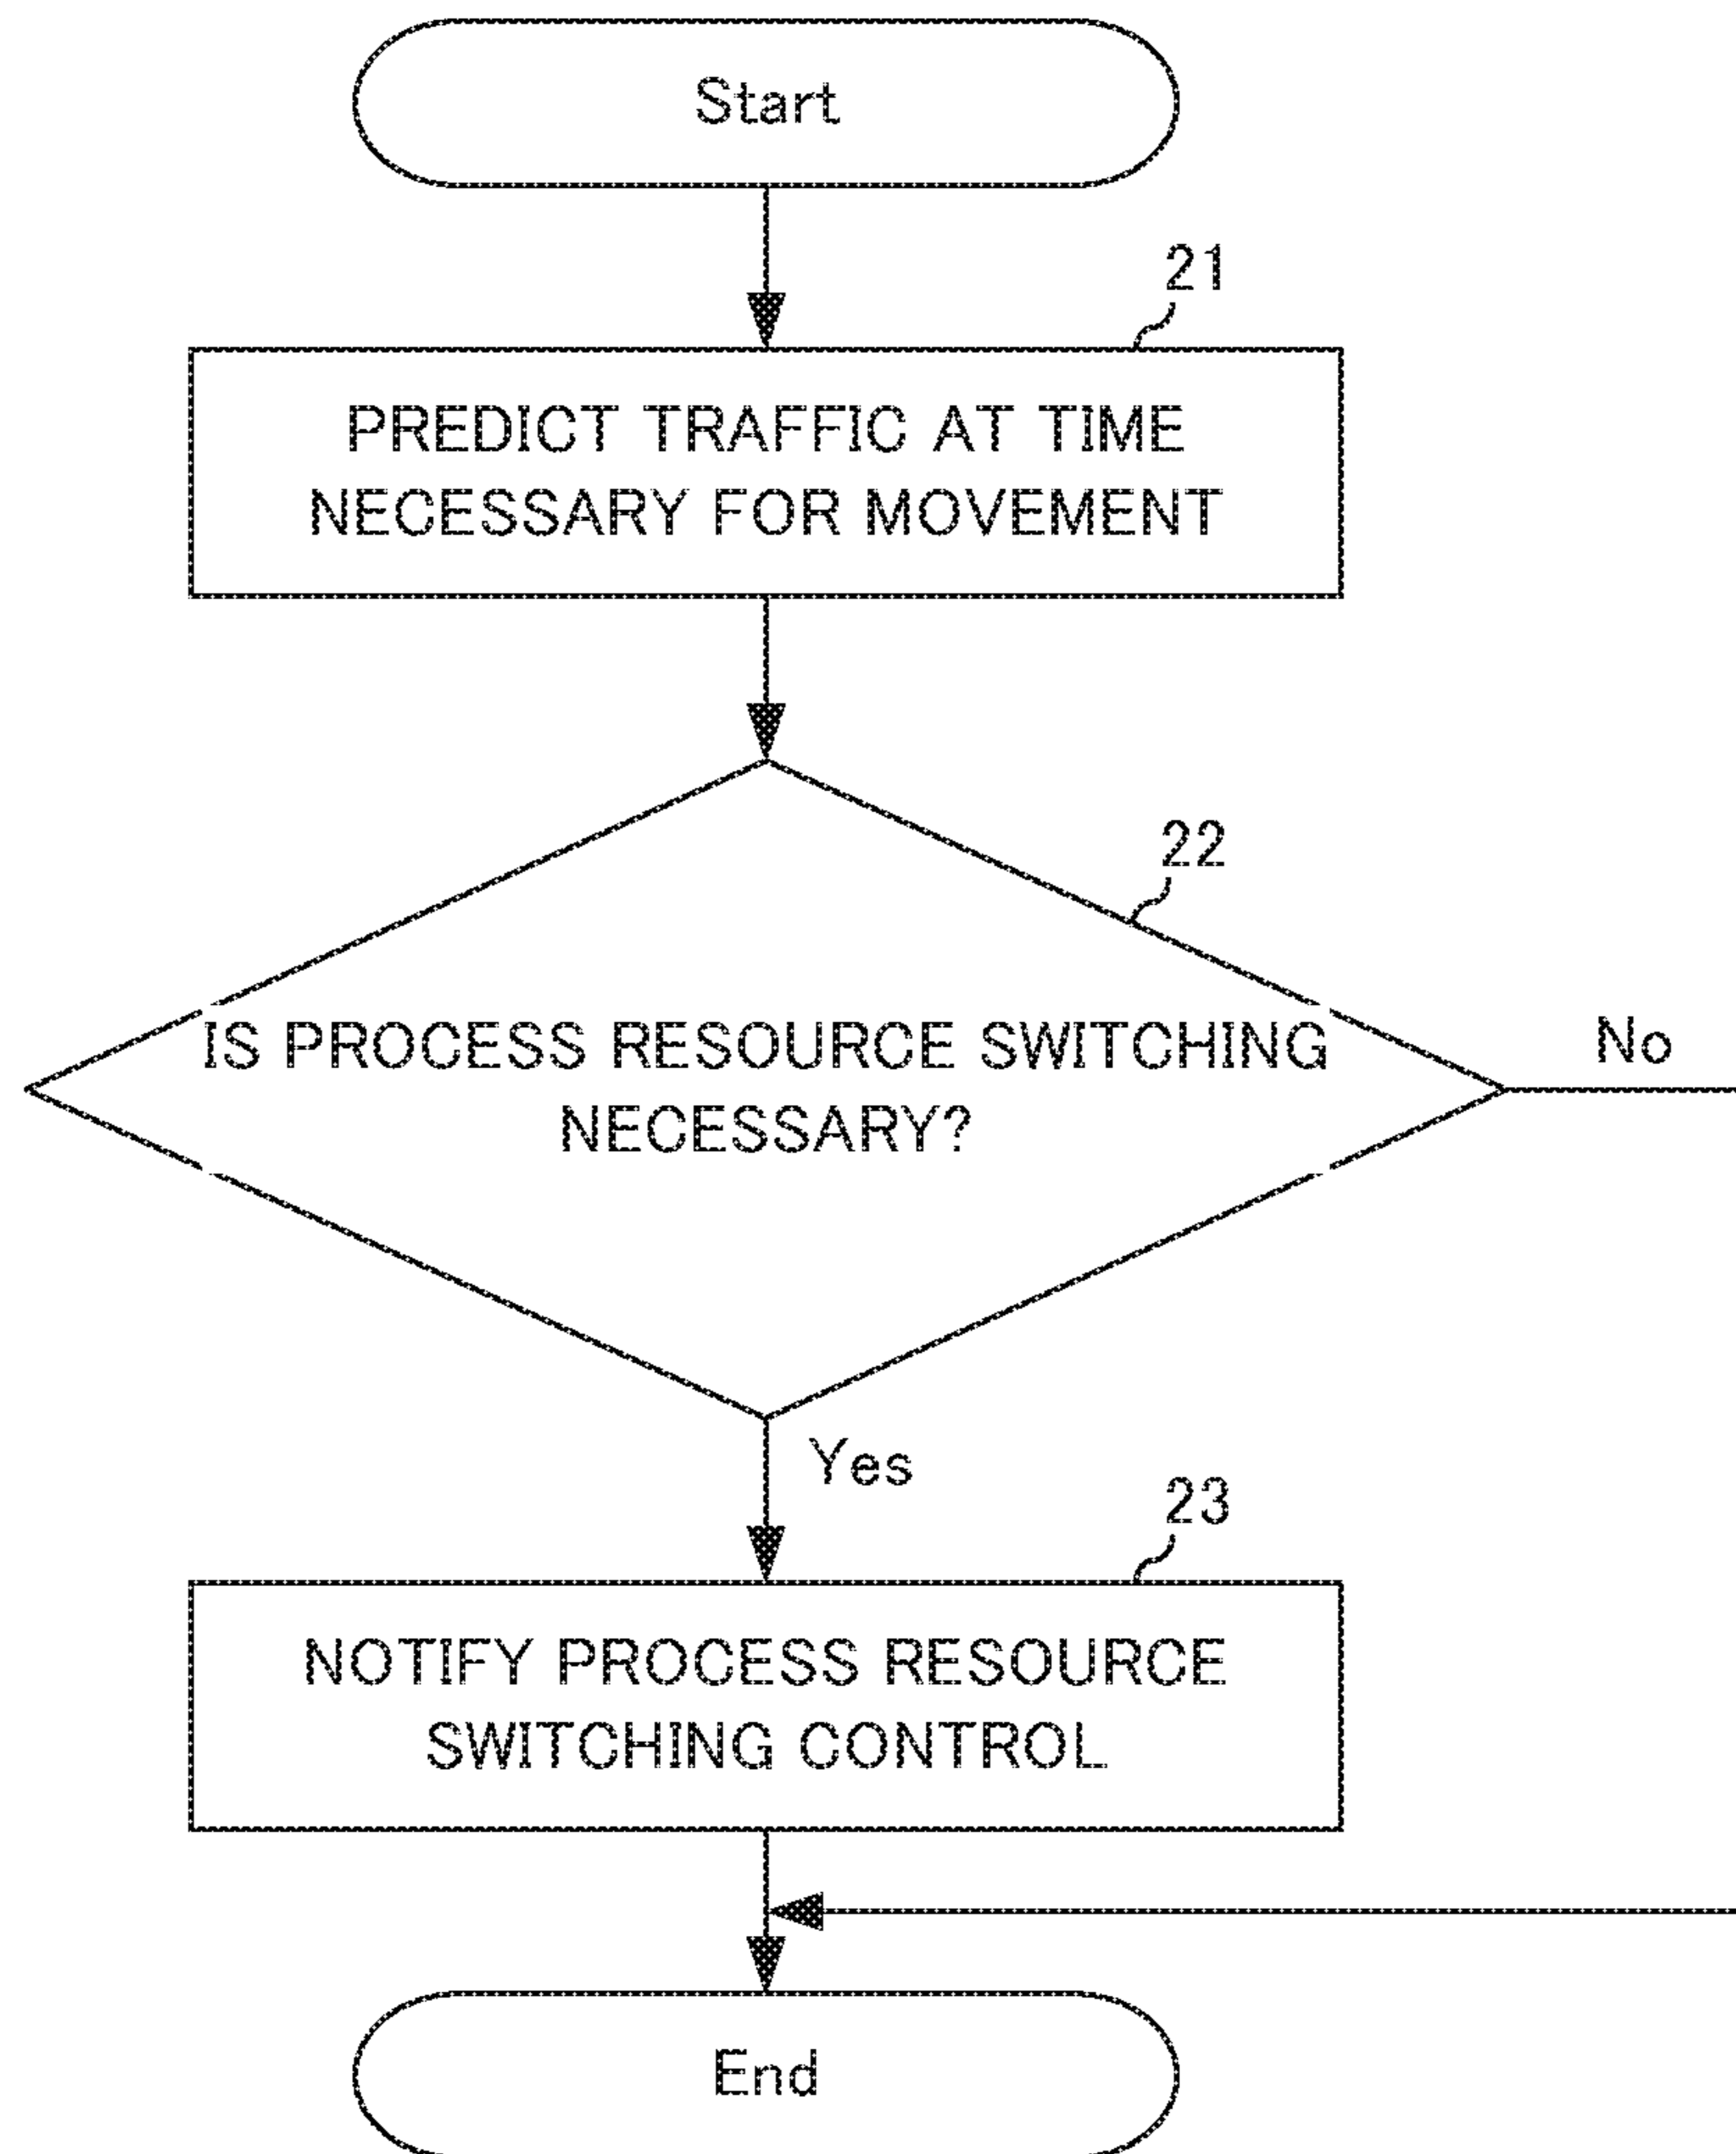 Start
21
PREDICT TRAFFIC AT TIME
NECESSARY FOR MOVEMENT
22
IS PROCESS RESOURCE SWITCHING
NECESSARY?
No
Yes
23
NOTIFY PROCESS RESOURCE
SWITCHING CONTROL
End